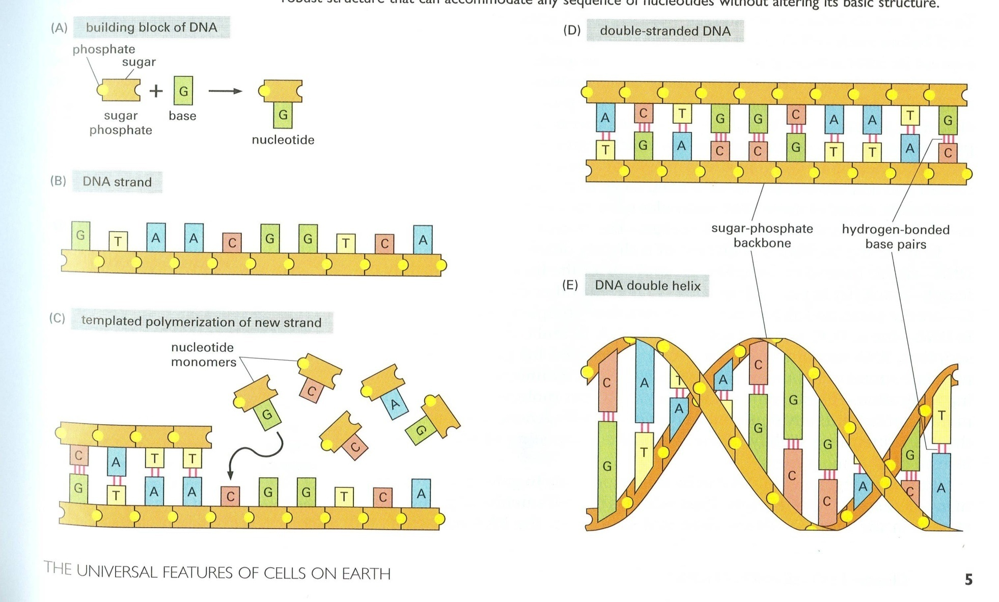 robust structure that can accommodate any sequence of nucleotides without altering its basic structure.
(A) building block of DNA
phosphate
sugar
+ G
sugar
phosphate
base
G
nucleotide
(B) DNA strand
G T A A C G G T C A
(C) templated polymerization of new strand
nucleotide
monomers
C
A
G
G
C
C A T T
G T A A C G G T C A
(D) double-stranded DNA
A C T G G C A A T G
T G A C C G T T A C
sugar-phosphate
backbone
hydrogen-bonded
base pairs
(E) DNA double helix
C A T A C G G G T
G T A G C C A C A
THE UNIVERSAL FEATURES OF CELLS ON EARTH
5